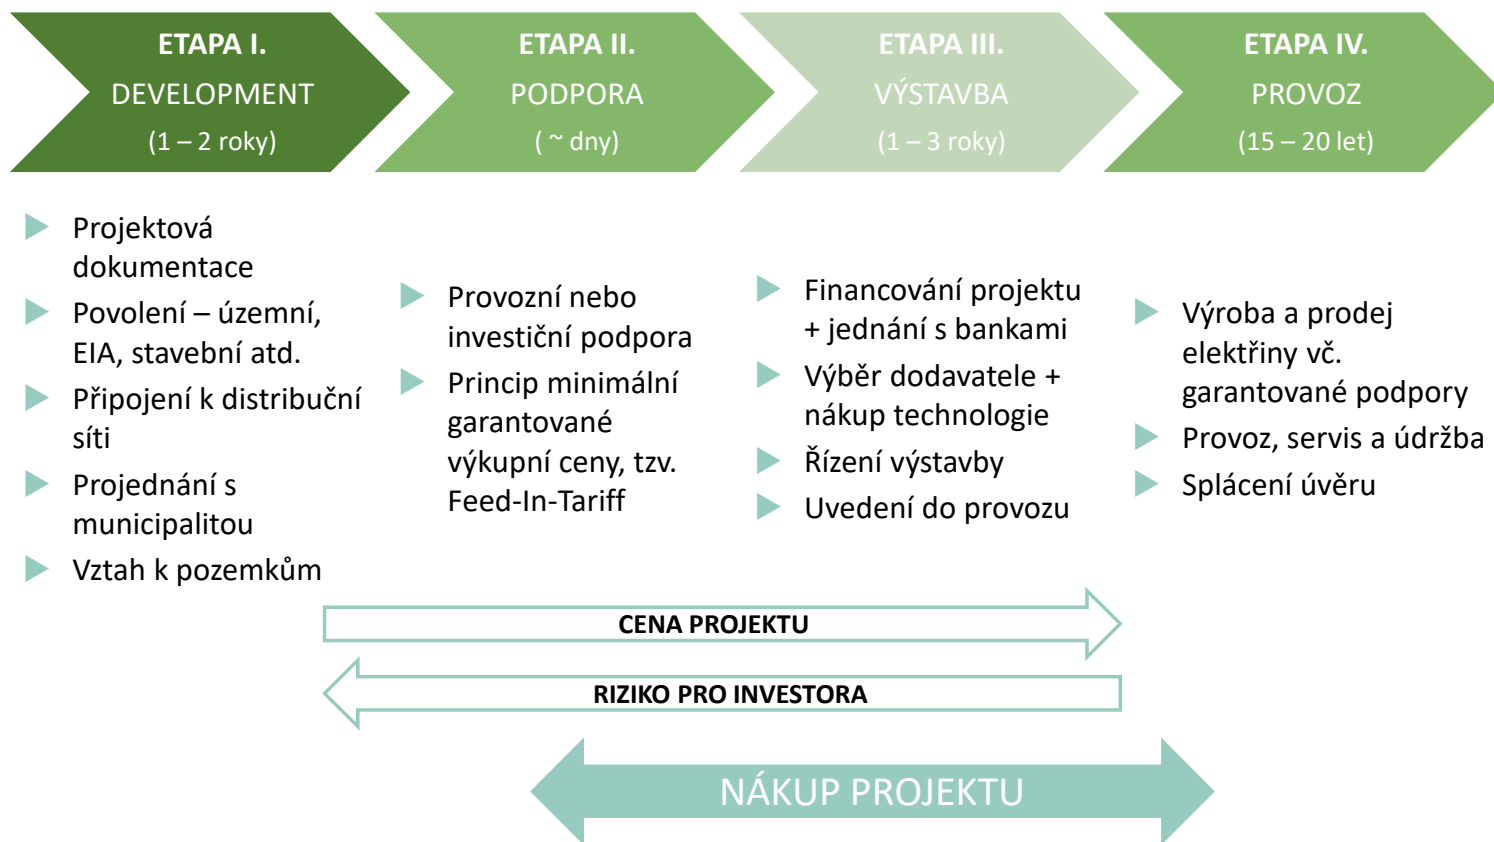 ETAPA I.
DEVELOPMENT
(1 – 2 roky)
ETAPA II.
PODPORA
( ~ dny)
ETAPA III.
VÝSTAVBA
(1 – 3 roky)
ETAPA IV.
PROVOZ
(15 – 20 let)
Projektová
dokumentace
Povolení – územní,
EIA, stavební atd.
Připojení k distribuční
síti
Projednání s
municipalitou
Vztah k pozemkům
Provozní nebo
investiční podpora
Princip minimální
garantované
výkupní ceny, tzv.
Feed-In-Tariff
Financování projektu
+ jednání s bankami
Výběr dodavatele +
nákup technologie
Řízení výstavby
Uvedení do provozu
Výroba a prodej
elektřiny vč.
garantované podpory
Provoz, servis a údržba
Splácení úvěru
CENA PROJEKTU
RIZIKO PRO INVESTORA
NÁKUP PROJEKTU